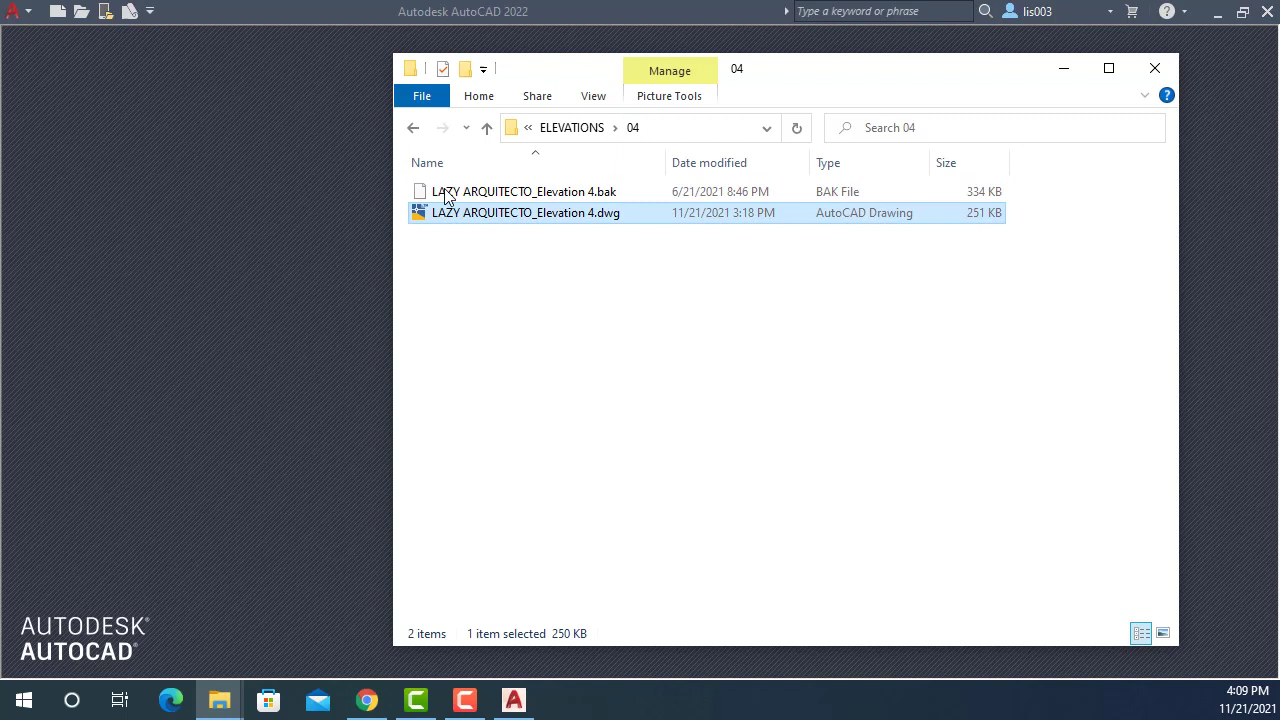 Autodesk AutoCAD 2022
Type a keyword or phrase
lis003
Manage
04
File
Home
Share
View
Picture Tools
ELEVATIONS
04
Search 04
Name
Date modified
Type
Size
LAZY ARQUITECTO_Elevation 4.bak
6/21/2021 8:46 PM
BAK File
334 KB
LAZY ARQUITECTO_Elevation 4.dwg
11/21/2021 3:18 PM
AutoCAD Drawing
251 KB
AUTODESK®
AUTOCAD®
2 items
1 item selected 250 KB
4:09 PM
11/21/2021